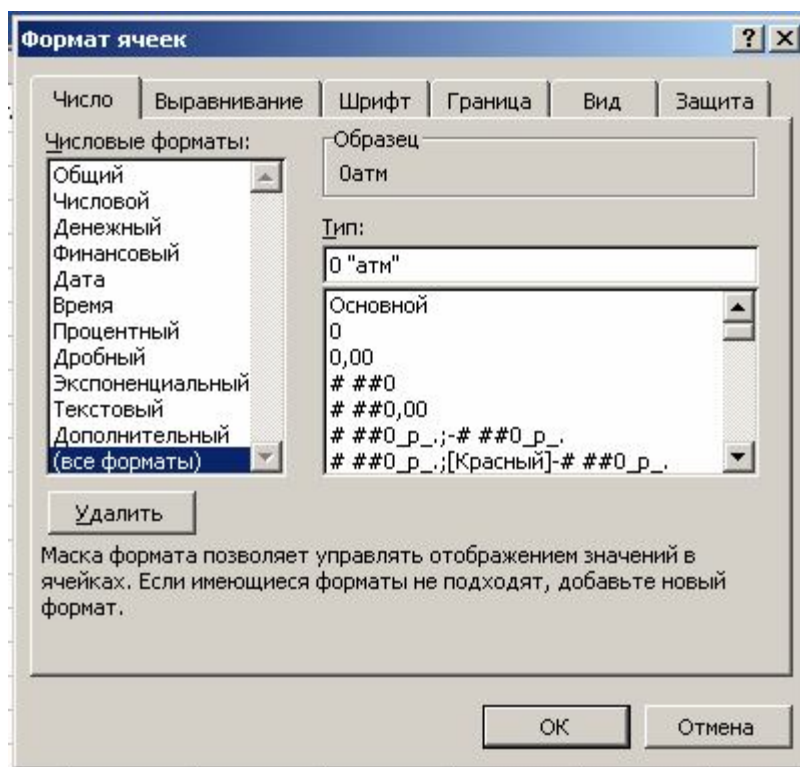 Формат ячеек
Число Выравнивание Шрифт Граница Вид Защита
Числовые форматы:
Общий
Числовой
Денежный
Финансовый
Дата
Время
Процентный
Дробный
Экспоненциальный
Текстовый
Дополнительный
(все форматы)
Образец
0атм
Тип:
0 "атм"
Основной
0
0,00
# ##0
# ##0,00
# ##0_р_.;-# ##0_р_.
# ##0_р_.;[Красный]-# ##0_р_.
Удалить
Маска формата позволяет управлять отображением значений в
ячейках. Если имеющиеся форматы не подходят, добавьте новый
формат.
ОК Отмена